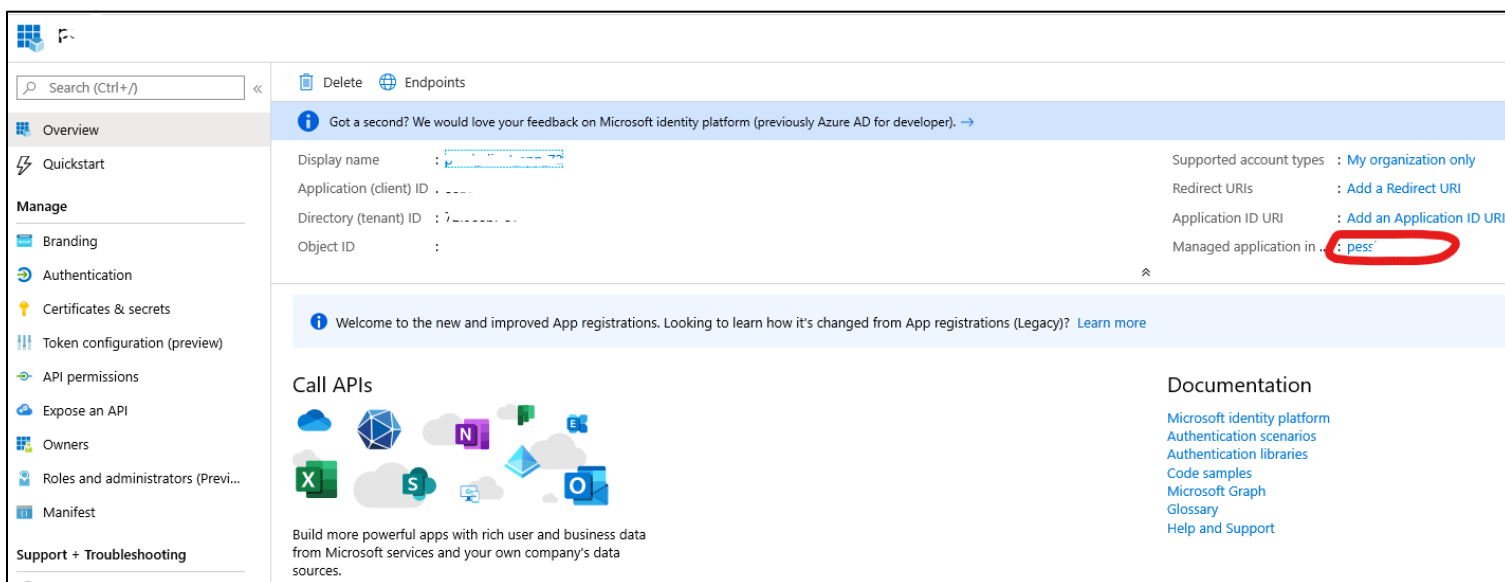 Search (Ctrl+/)
«
Overview
Quickstart
Manage
Branding
Authentication
Certificates & secrets
Token configuration (preview)
API permissions
Expose an API
Owners
Roles and administrators (Previ...
Manifest
Support + Troubleshooting
Delete Endpoints
Got a second? We would love your feedback on Microsoft identity platform (previously Azure AD for developer). →
Display name :
Application (client) ID :
Directory (tenant) ID :
Object ID :
Supported account types : My organization only
Redirect URIs : Add a Redirect URI
Application ID URI : Add an Application ID URI
Managed application in ... :
Welcome to the new and improved App registrations. Looking to learn how it's changed from App registrations (Legacy)? Learn more
Call APIs
N
E
X
S
O
Build more powerful apps with rich user and business data
from Microsoft services and your own company's data
sources.
Documentation
Microsoft identity platform
Authentication scenarios
Authentication libraries
Code samples
Microsoft Graph
Glossary
Help and Support